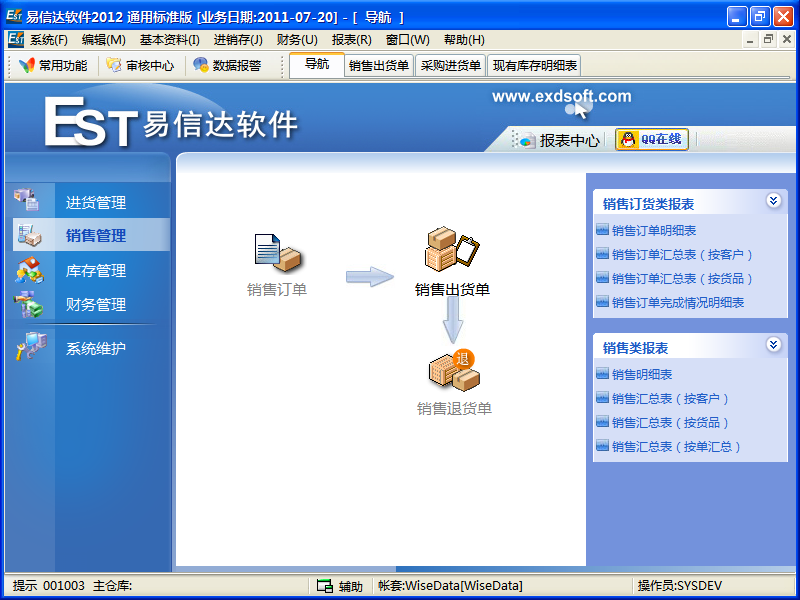 易信达软件2012 通用标准版 [业务日期:2011-07-20] - [ 导航 ]
系统(F) 编辑(M) 基本资料(I) 进销存(J) 财务(U) 报表(R) 窗口(W) 帮助(H)
常用功能 审核中心 数据报警 导航 销售出货单 采购进货单 现有库存明细表
www.exdsoft.com
EST易信达软件
报表中心 QQ在线
进货管理
销售管理
库存管理
财务管理
系统维护
销售订单
销售出货单
退
销售退货单
销售订货类报表
销售订单明细表
销售订单汇总表（按客户）
销售订单汇总表（按货品）
销售订单完成情况明细表
销售类报表
销售明细表
销售汇总表（按客户）
销售汇总表（按货品）
销售汇总表（按单汇总）
提示 001003 主仓库: 辅助 帐套:WiseData[WiseData] 操作员:SYSDEV